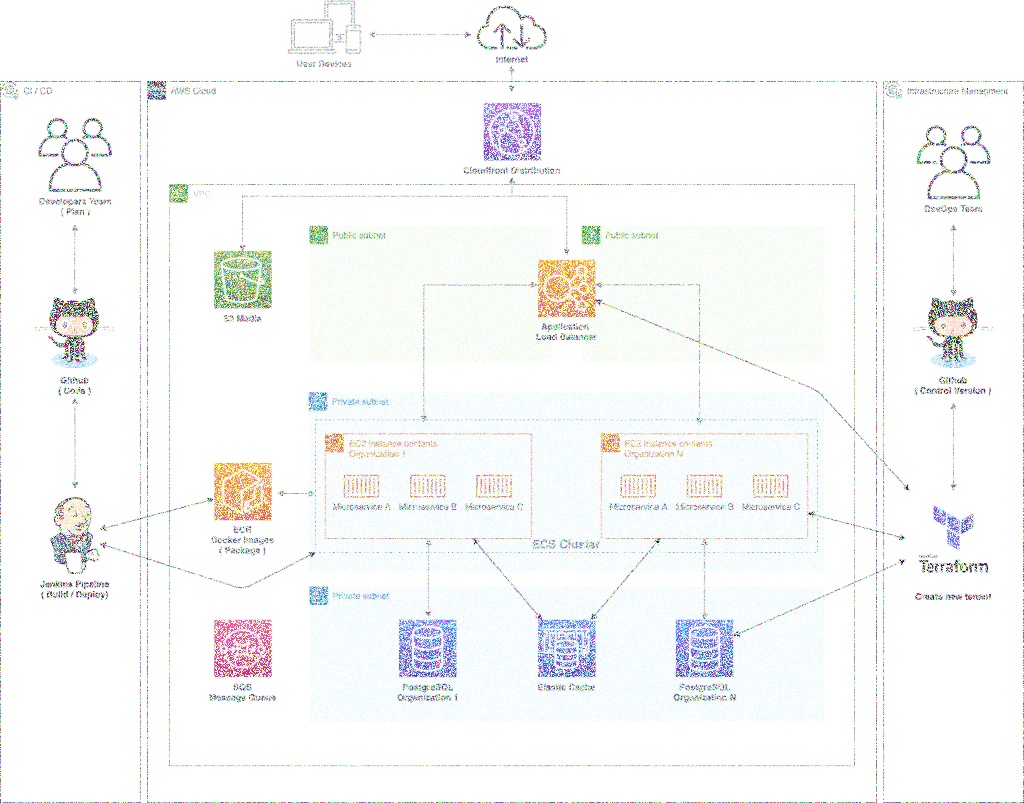 User Devices
Internet
CI / CD
AWS Cloud
Infrastructure Managment
Cloudfront Distribution
Developers Team
( Plan )
DevOps Team
VPC
Public subnet
Public subnet
S3 Media
Application
Load Balancer
Github
( Code )
Github
( Control Version )
Private subnet
EC2 instance contents
Organization 1
EC2 instance contents
Organization N
Microservice A
Microservice B
Microservice C
Microservice A
Microservice B
Microservice C
ECR
Docker Images
( Package )
ECS Cluster
Jenkins Pipeline
( Build / Deploy)
HashiCorp
Terraform
Create new tenant
Private subnet
SQS
Message Queue
PostgreSQL
Organization 1
Elastic Cache
PostgreSQL
Organization N